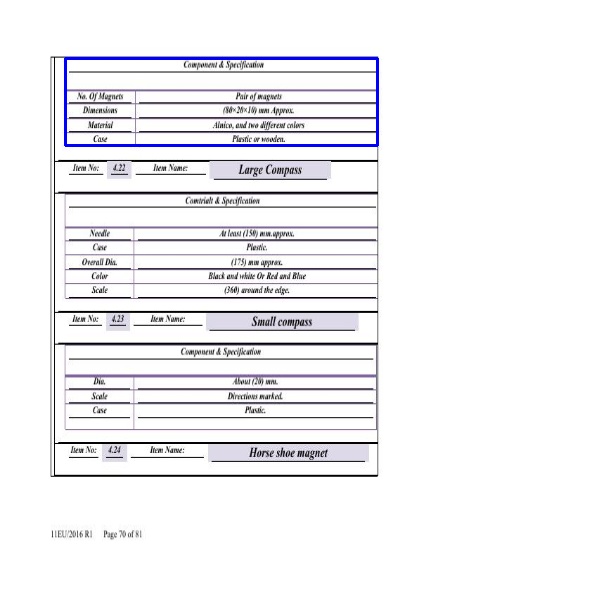 Component & Specification
No. Of Magnets Pair of magnets
Dimensions (80×20×10) mm Approx.
Material Alnico, and two different colors
Case Plastic or wooden.
Item No: 4.22 Item Name: Large Compass
Comtrialt & Specification
Needle At least (150) mm.approx.
Case Plastic.
Overall Dia. (175) mm approx.
Color Black and white Or Red and Blue
Scale (360) around the edge.
Item No: 4.23 Item Name: Small compass
Component & Specification
Dia. About (20) mm.
Scale Directions marked.
Case Plastic.
Item No: 4.24 Item Name: Horse shoe magnet
11EU/2016 R1 Page 70 of 81